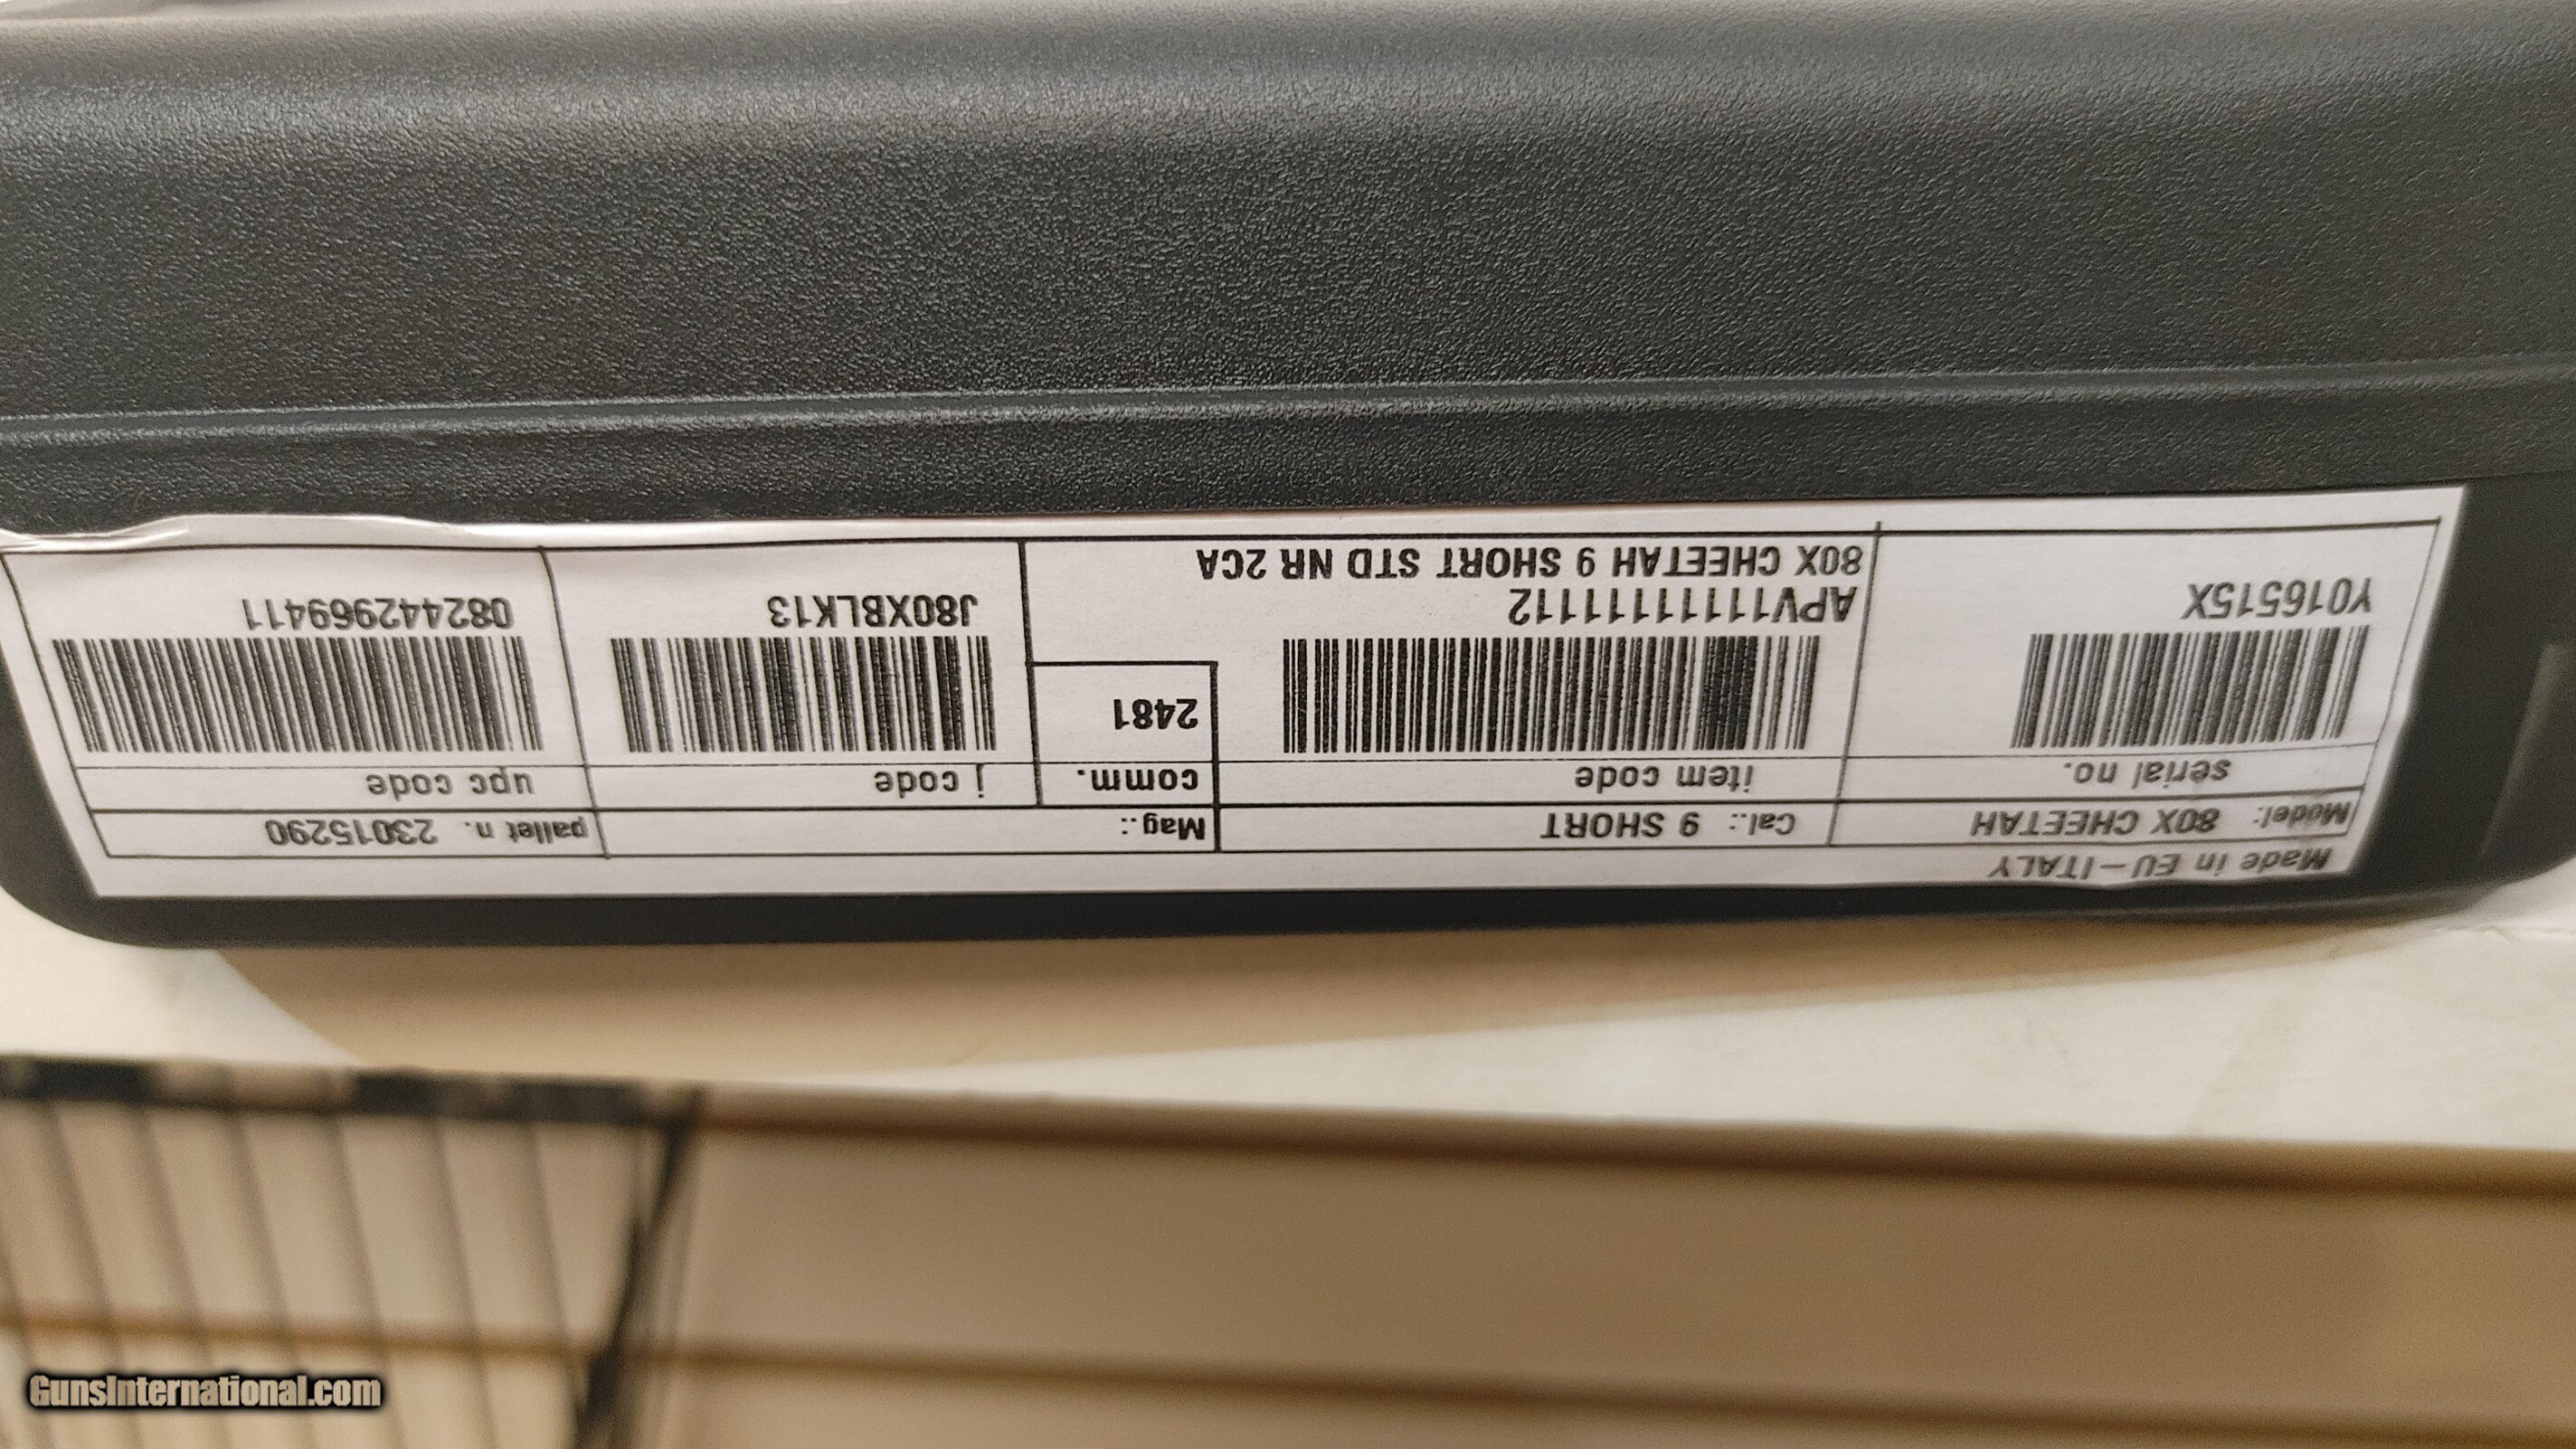 Made in EU-ITALY
Model: 80X CHEETAH Cal.: 9 SHORT Mag.: pallet n. 23015290
serial no. item code comm. j code upc code
2481
Y016515X APV111111111112 J80XBLK13 082442969411
80X CHEETAH 9 SHORT STD NR 2CA
GunsInternational.com